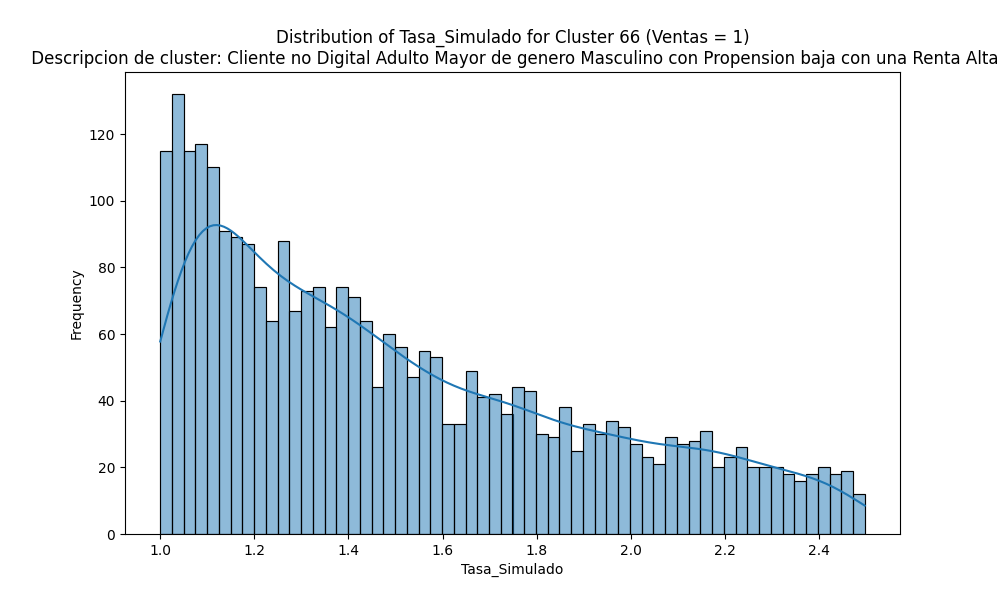 Distribution of Tasa_Simulado for Cluster 66 (Ventas = 1)
Descripcion de cluster: Cliente no Digital Adulto Mayor de genero Masculino con Propension baja con una Renta Alta
Frequency
120
100
80
60
40
20
0
1.0 1.2 1.4 1.6 1.8 2.0 2.2 2.4
Tasa_Simulado